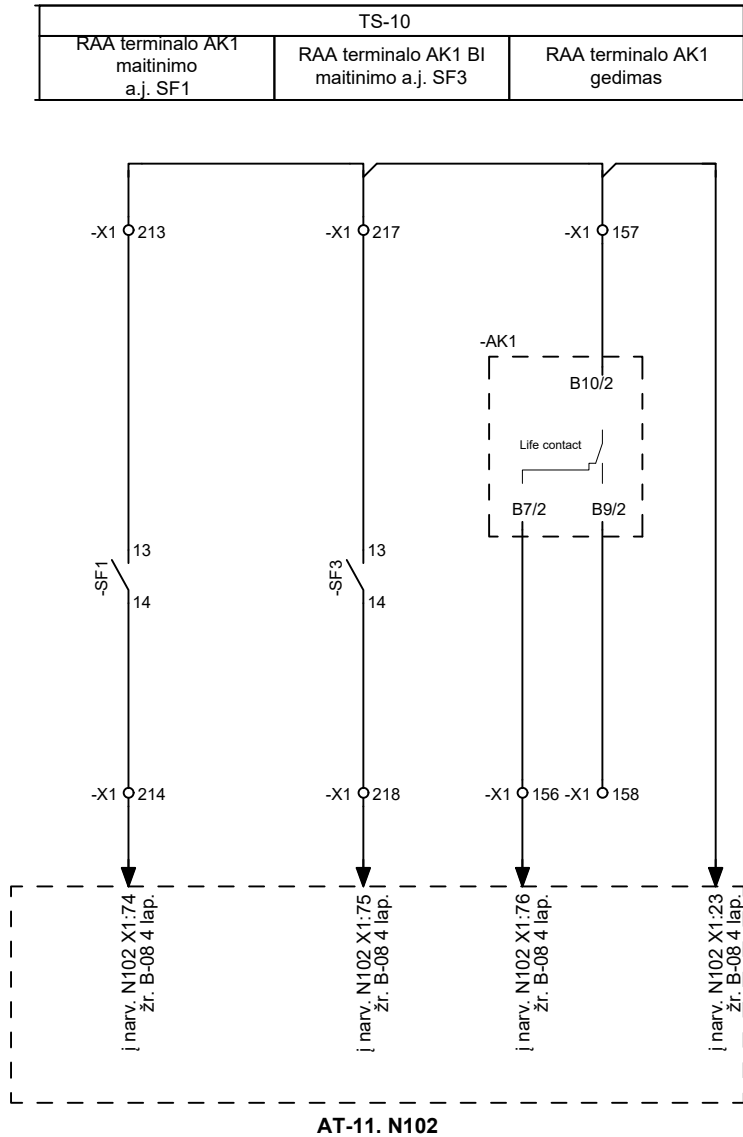 TS-10
RAA terminalo AK1
maitinimo
a.j. SF1
RAA terminalo AK1 BI
maitinimo a.j. SF3
RAA terminalo AK1
gedimas
-X1 213
-X1 217
-X1 157
-AK1
B10/2
Life contact
B7/2
B9/2
13
-SF1
14
13
-SF3
14
-X1 214
-X1 218
-X1 156
-X1 158
į narv. N102 X1:74
žr. B-08 4 lap.
į narv. N102 X1:75
žr. B-08 4 lap.
į narv. N102 X1:76
žr. B-08 4 lap.
į narv. N102 X1:23
žr. B-08 4 lap.
AT-11. N102